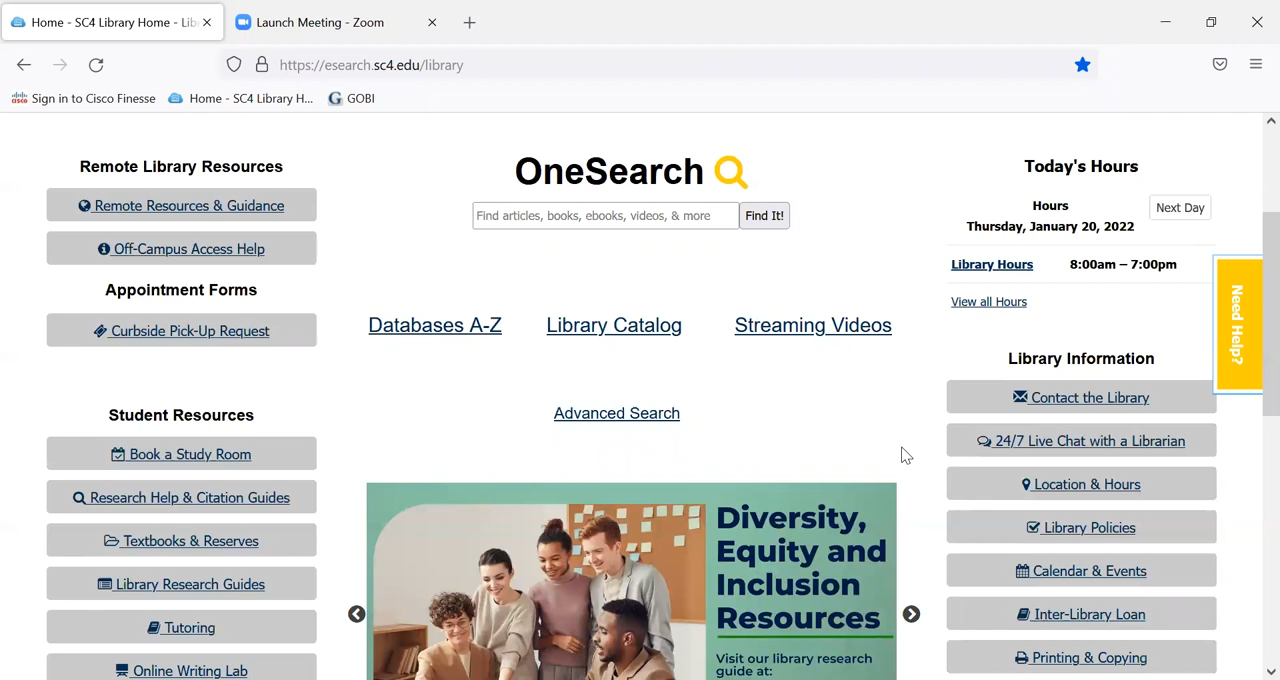 Home - SC4 Library Home - Lib
Launch Meeting - Zoom
https://esearch.sc4.edu/library
cisco Sign in to Cisco Finesse
Home - SC4 Library H...
G GOBI
Remote Library Resources
Remote Resources & Guidance
Off-Campus Access Help
Appointment Forms
Curbside Pick-Up Request
Student Resources
Book a Study Room
Research Help & Citation Guides
Textbooks & Reserves
Library Research Guides
Tutoring
Online Writing Lab
OneSearch
Find articles, books, ebooks, videos, & more
Find It!
Databases A-Z
Library Catalog
Streaming Videos
Advanced Search
Diversity,
Equity and
Inclusion
Resources
Visit our library research
guide at:
Today's Hours
Hours
Thursday, January 20, 2022
Next Day
Library Hours 8:00am – 7:00pm
View all Hours
Library Information
Contact the Library
24/7 Live Chat with a Librarian
Location & Hours
Library Policies
Calendar & Events
Inter-Library Loan
Printing & Copying
Need Help?